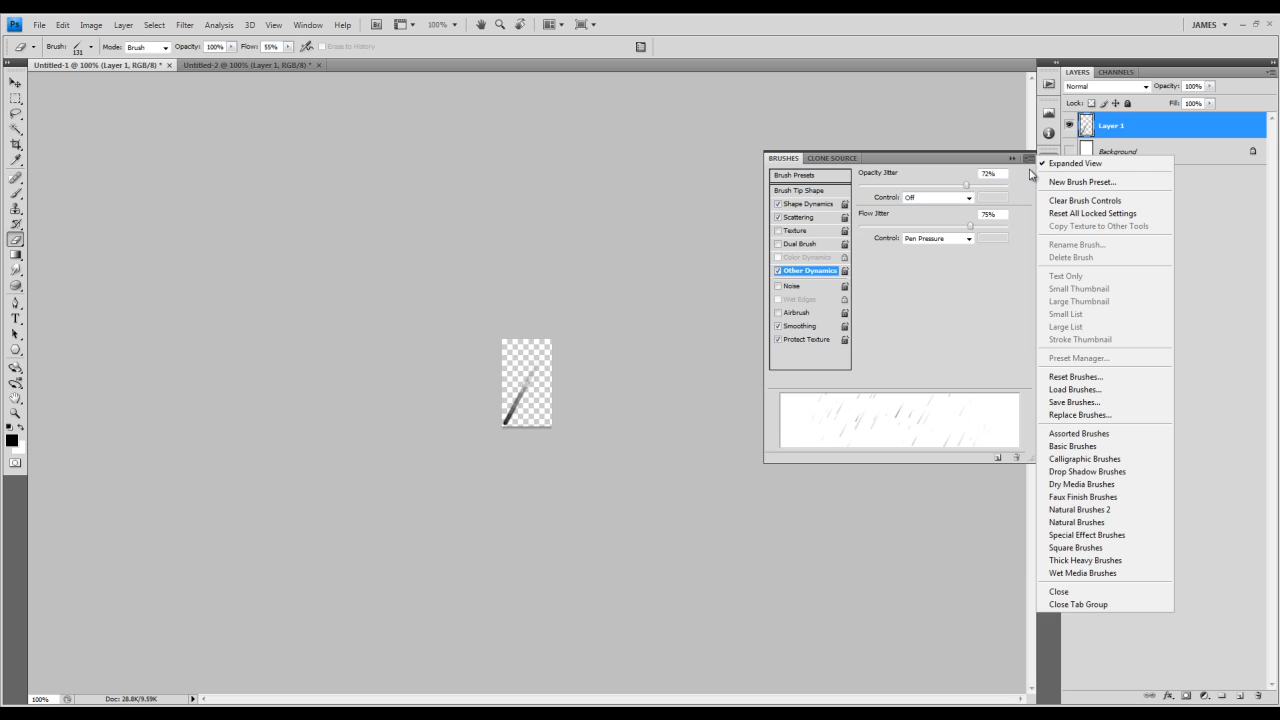 Ps File Edit Image Layer Select Filter Analysis 3D View Window Help Br 100% JAMES
Brush: 131 Mode: Brush Opacity: 100% Flow: 55% Erase to History
Untitled-1 @ 100% (Layer 1, RGB/8) * × Untitled-2 @ 100% (Layer 1, RGB/8) * ×
LAYERS CHANNELS
Normal Opacity: 100%
Lock: Fill: 100%
Layer 1
Background
BRUSHES CLONE SOURCE
Brush Presets
Brush Tip Shape
Shape Dynamics
Scattering
Texture
Dual Brush
Color Dynamics
Other Dynamics
Noise
Wet Edges
Airbrush
Smoothing
Protect Texture
Opacity Jitter 72%
Control: Off
Flow Jitter 75%
Control: Pen Pressure
Expanded View
New Brush Preset...
Clear Brush Controls
Reset All Locked Settings
Copy Texture to Other Tools
Rename Brush...
Delete Brush
Text Only
Small Thumbnail
Large Thumbnail
Small List
Large List
Stroke Thumbnail
Preset Manager...
Reset Brushes...
Load Brushes...
Save Brushes...
Replace Brushes...
Assorted Brushes
Basic Brushes
Calligraphic Brushes
Drop Shadow Brushes
Dry Media Brushes
Faux Finish Brushes
Natural Brushes 2
Natural Brushes
Special Effect Brushes
Square Brushes
Thick Heavy Brushes
Wet Media Brushes
Close
Close Tab Group
100% Doc: 28.8K/9.59K